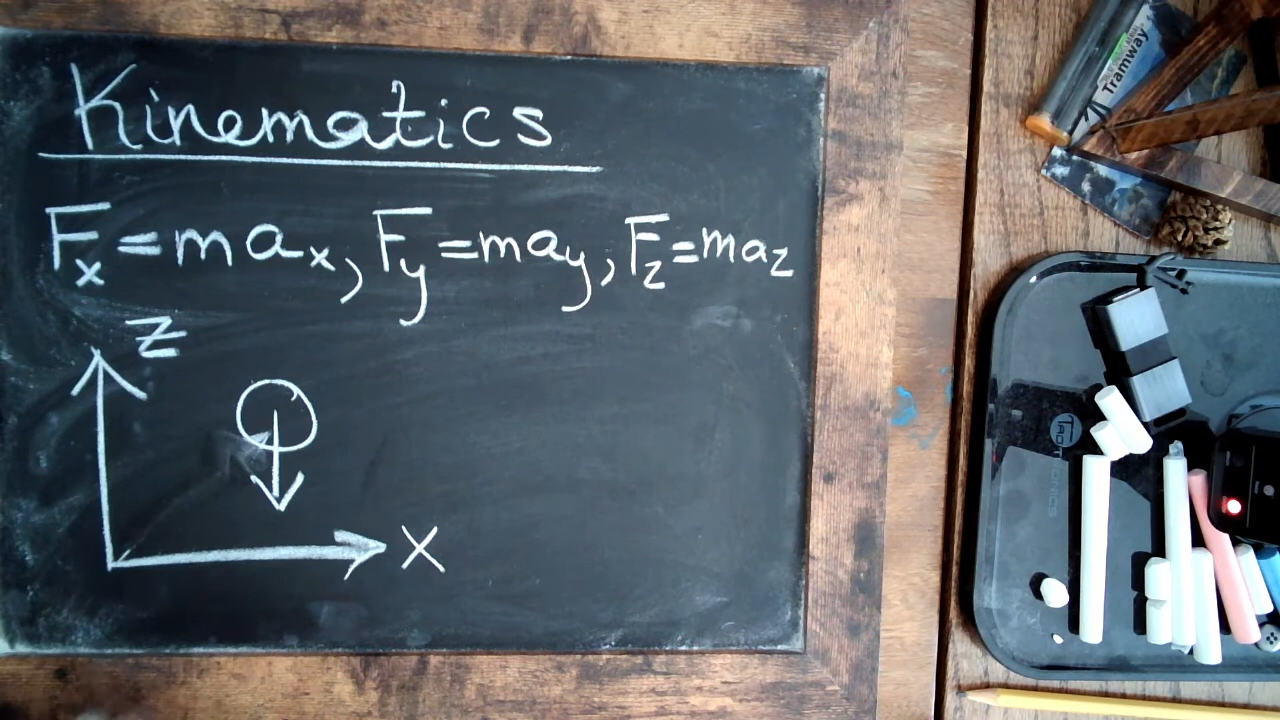 Kinematics
Fx = max, Fy = may, Fz = maz
z
x
Tramway